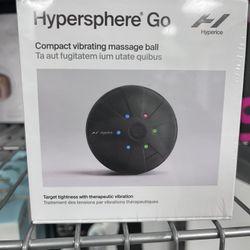 Hypersphere® Go
Hyperice
Compact vibrating massage ball
Ta aut fugitatem ium utate quibus
Hyperice
Target tightness with therapeutic vibration
Traitement des tensions par vibrations thérapeutiques